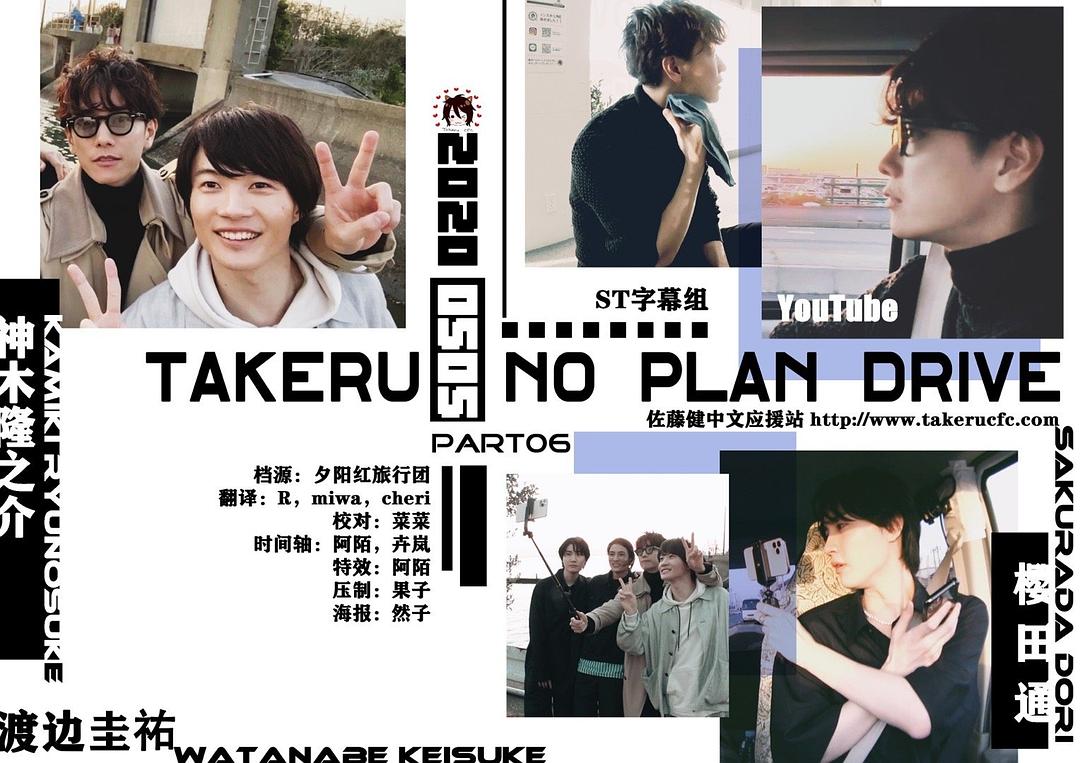 2020
0505
ST字幕组
YouTube
TAKERU NO PLAN DRIVE
佐藤健中文应援站 http://www.takerucfc.com
PART06
档源：夕阳红旅行团
翻译：R，miwa，cheri
校对：菜菜
时间轴：阿陌，卉岚
特效：阿陌
压制：果子
海报：然子
神木隆之介
KAMIKI RYUNOSUKE
櫻田通
SAKURADA DORI
渡边圭祐
WATANABE KEISUKE